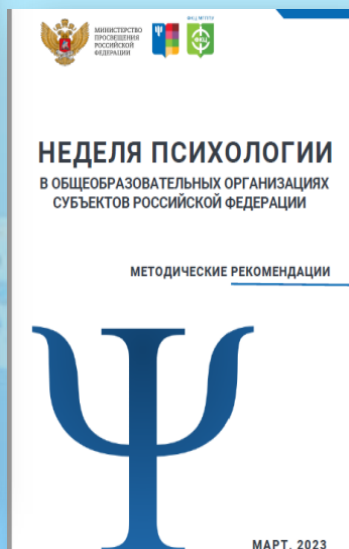 МИНИСТЕРСТВО
ПРОСВЕЩЕНИЯ
РОССИЙСКОЙ
ФЕДЕРАЦИИ
НЕДЕЛЯ ПСИХОЛОГИИ
В ОБЩЕОБРАЗОВАТЕЛЬНЫХ ОРГАНИЗАЦИЯХ
СУБЪЕКТОВ РОССИЙСКОЙ ФЕДЕРАЦИИ
МЕТОДИЧЕСКИЕ РЕКОМЕНДАЦИИ
Ψ
МАРТ, 2023